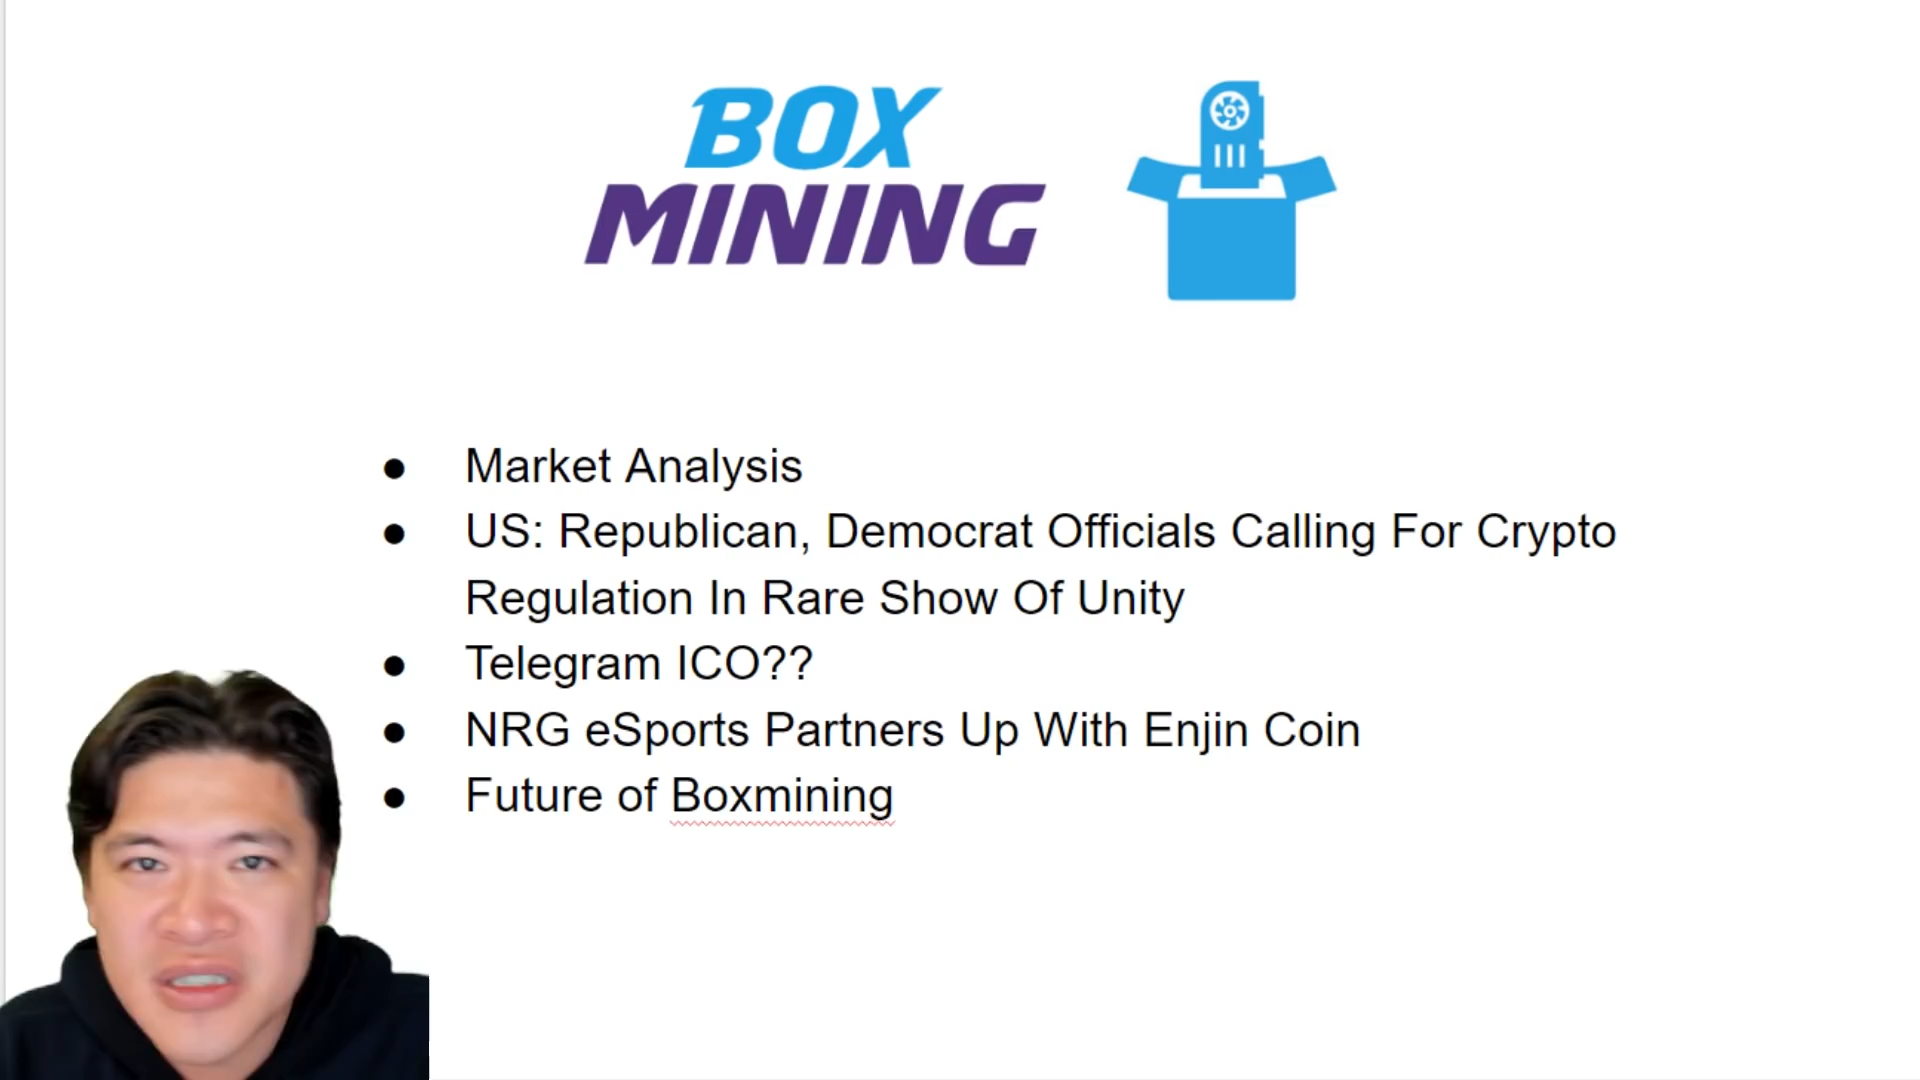 BOX
MINING
● Market Analysis
● US: Republican, Democrat Officials Calling For Crypto
Regulation In Rare Show Of Unity
● Telegram ICO??
● NRG eSports Partners Up With Enjin Coin
● Future of Boxmining